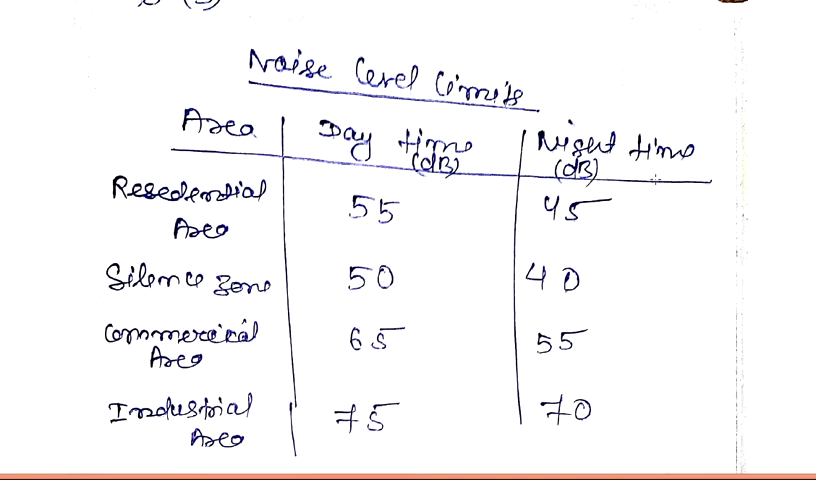 Noise Level Limits
Area Day time Night time
(dB) (dB)
Resedential 55 45
Area
Silence zone 50 40
Commercial 65 55
Area
Industrial 75 70
Area